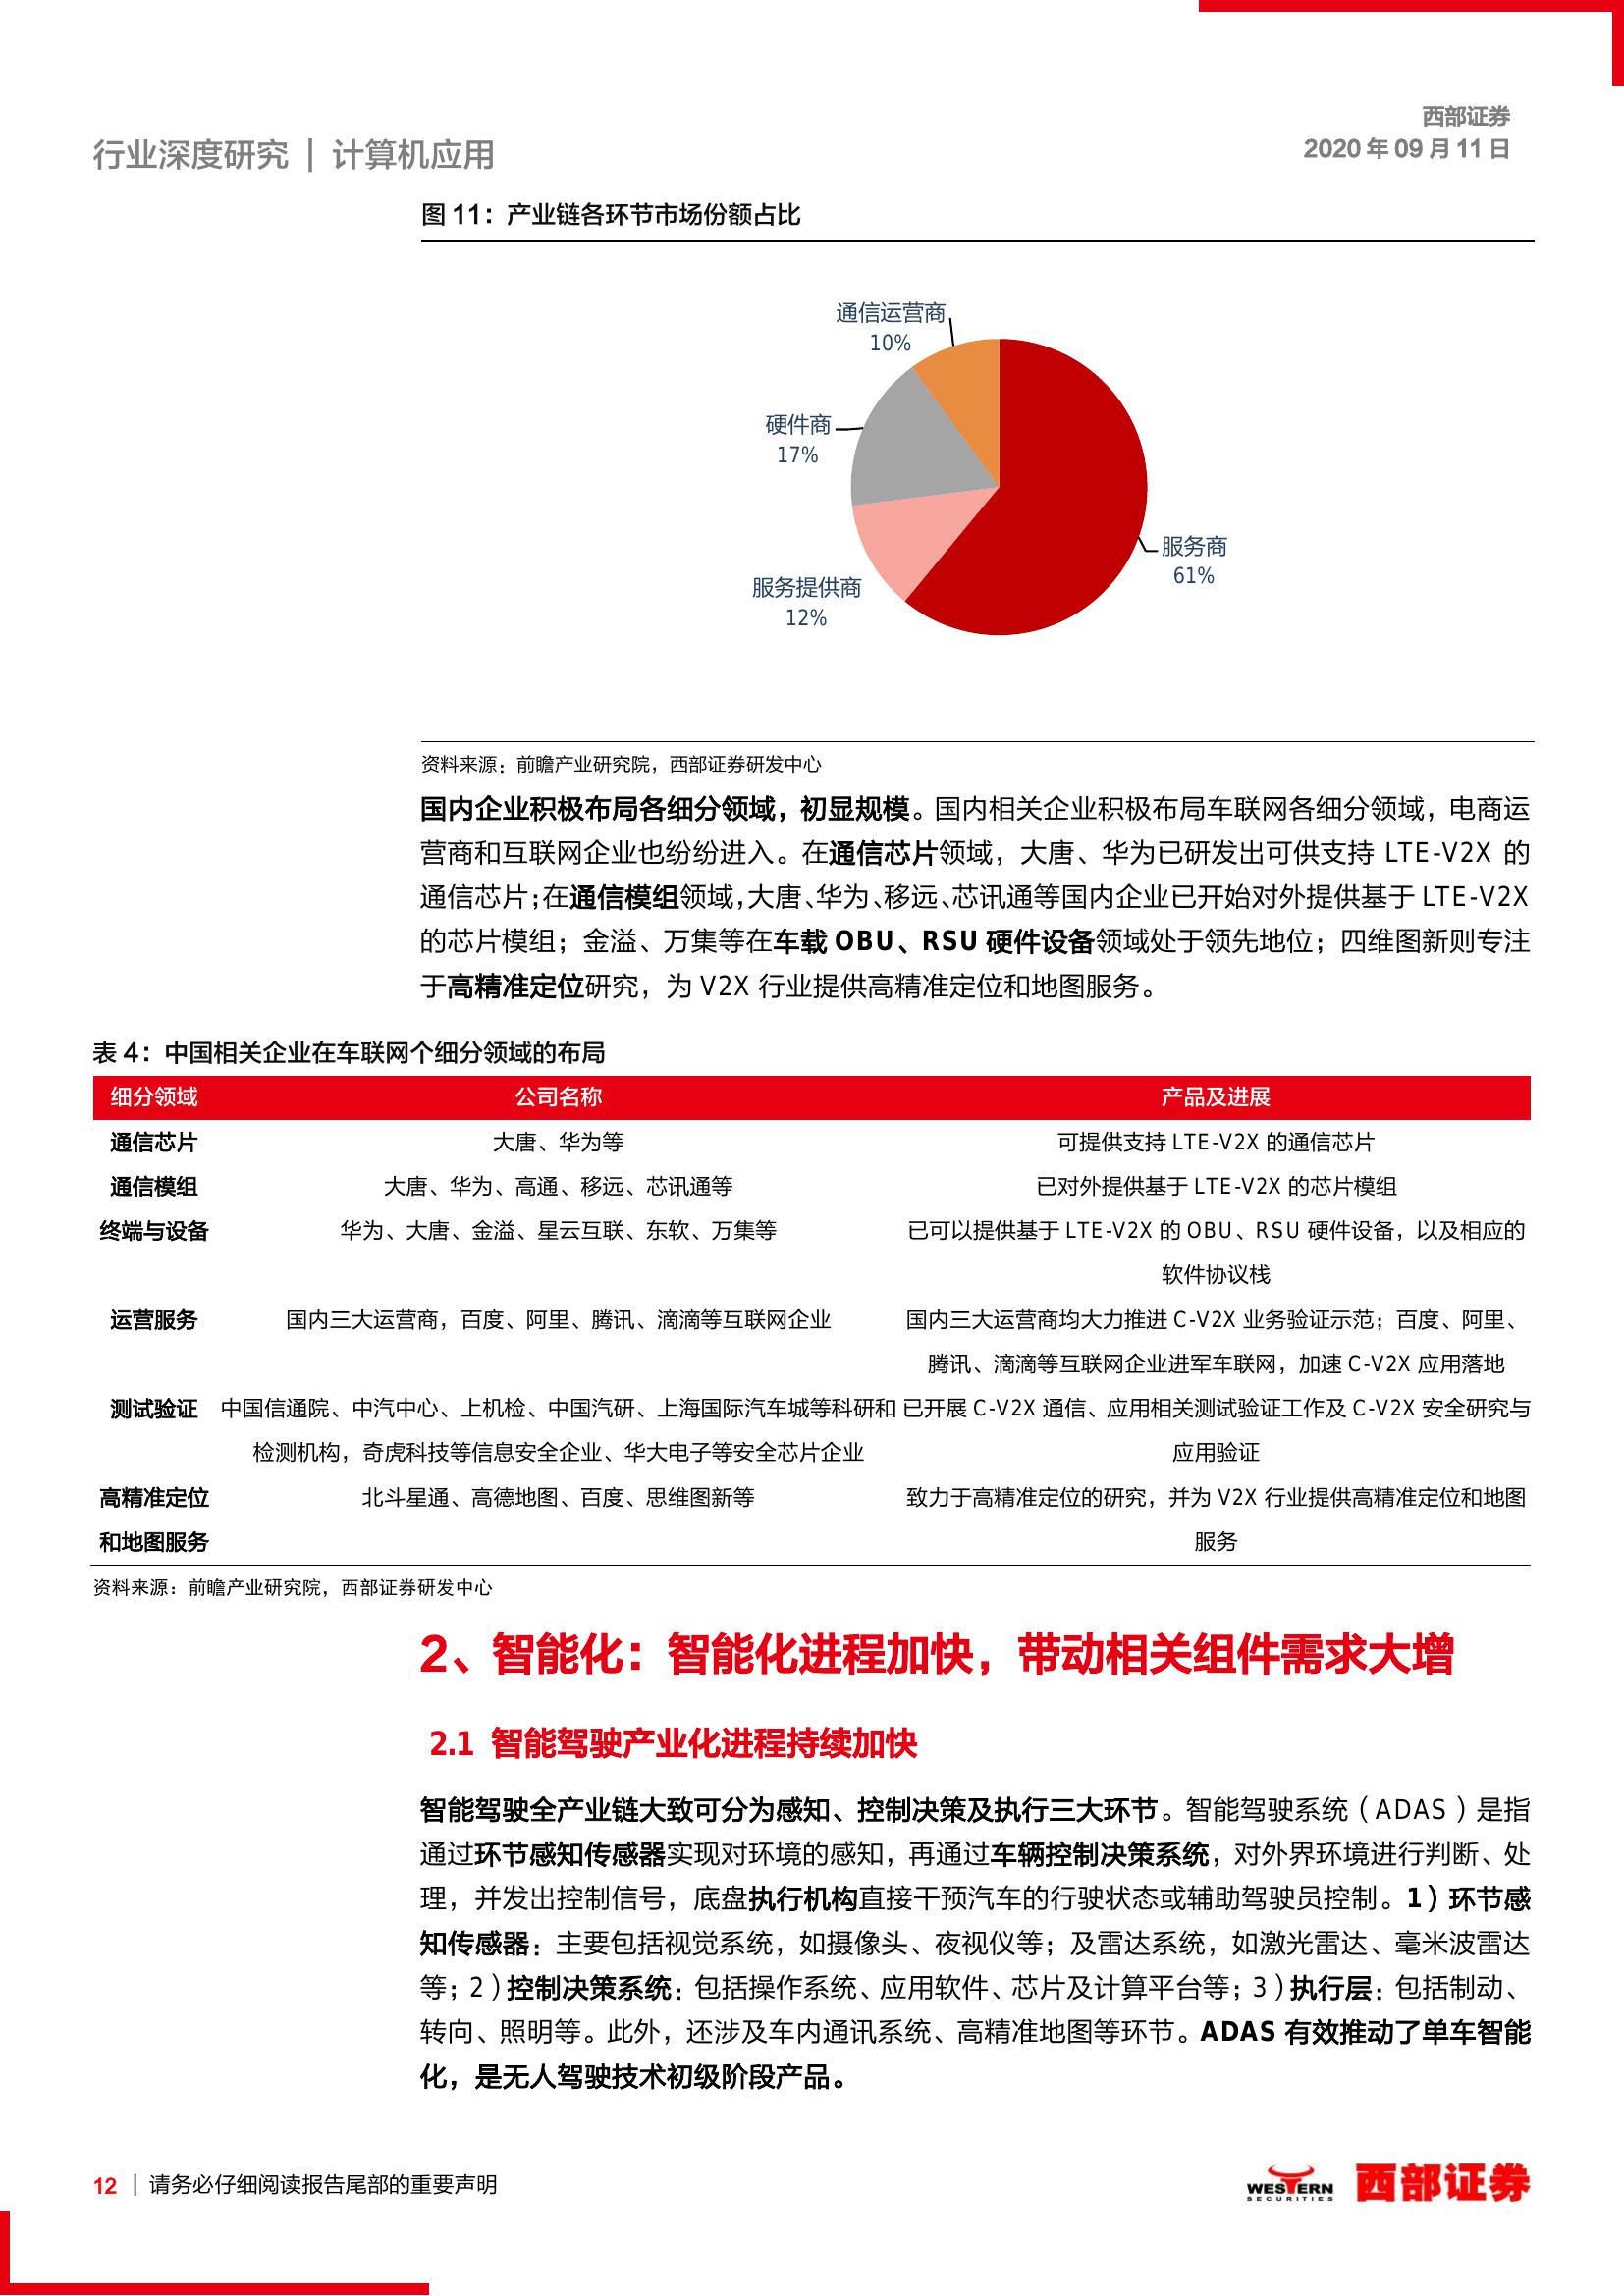 西部证券
2020 年 09 月 11 日
行业深度研究 | 计算机应用
图 11：产业链各环节市场份额占比
通信运营商
10%
硬件商
17%
服务商
61%
服务提供商
12%
资料来源：前瞻产业研究院，西部证券研发中心
国内企业积极布局各细分领域，初显规模。国内相关企业积极布局车联网各细分领域，电商运
营商和互联网企业也纷纷进入。在通信芯片领域，大唐、华为已研发出可供支持 LTE-V2X 的
通信芯片；在通信模组领域，大唐、华为、移远、芯讯通等国内企业已开始对外提供基于 LTE-V2X
的芯片模组；金溢、万集等在车载 OBU、RSU 硬件设备领域处于领先地位；四维图新则专注
于高精准定位研究，为 V2X 行业提供高精准定位和地图服务。
表 4：中国相关企业在车联网个细分领域的布局
细分领域 公司名称 产品及进展
通信芯片 大唐、华为等 可提供支持 LTE-V2X 的通信芯片
通信模组 大唐、华为、高通、移远、芯讯通等 已对外提供基于 LTE-V2X 的芯片模组
终端与设备 华为、大唐、金溢、星云互联、东软、万集等 已可以提供基于 LTE-V2X 的 OBU、RSU 硬件设备，以及相应的
软件协议栈
运营服务 国内三大运营商，百度、阿里、腾讯、滴滴等互联网企业 国内三大运营商均大力推进 C-V2X 业务验证示范；百度、阿里、
腾讯、滴滴等互联网企业进军车联网，加速 C-V2X 应用落地
测试验证 中国信通院、中汽中心、上机检、中国汽研、上海国际汽车城等科研和 已开展 C-V2X 通信、应用相关测试验证工作及 C-V2X 安全研究与
检测机构，奇虎科技等信息安全企业、华大电子等安全芯片企业 应用验证
高精准定位 北斗星通、高德地图、百度、思维图新等 致力于高精准定位的研究，并为 V2X 行业提供高精准定位和地图
和地图服务 服务
资料来源：前瞻产业研究院，西部证券研发中心
2、智能化：智能化进程加快，带动相关组件需求大增
2.1 智能驾驶产业化进程持续加快
智能驾驶全产业链大致可分为感知、控制决策及执行三大环节。智能驾驶系统（ADAS）是指
通过环节感知传感器实现对环境的感知，再通过车辆控制决策系统，对外界环境进行判断、处
理，并发出控制信号，底盘执行机构直接干预汽车的行驶状态或辅助驾驶员控制。1）环节感
知传感器：主要包括视觉系统，如摄像头、夜视仪等；及雷达系统，如激光雷达、毫米波雷达
等；2）控制决策系统：包括操作系统、应用软件、芯片及计算平台等；3）执行层：包括制动、
转向、照明等。此外，还涉及车内通讯系统、高精准地图等环节。ADAS 有效推动了单车智能
化，是无人驾驶技术初级阶段产品。
12 | 请务必仔细阅读报告尾部的重要声明
WESTERN
SECURITIES
西部证券